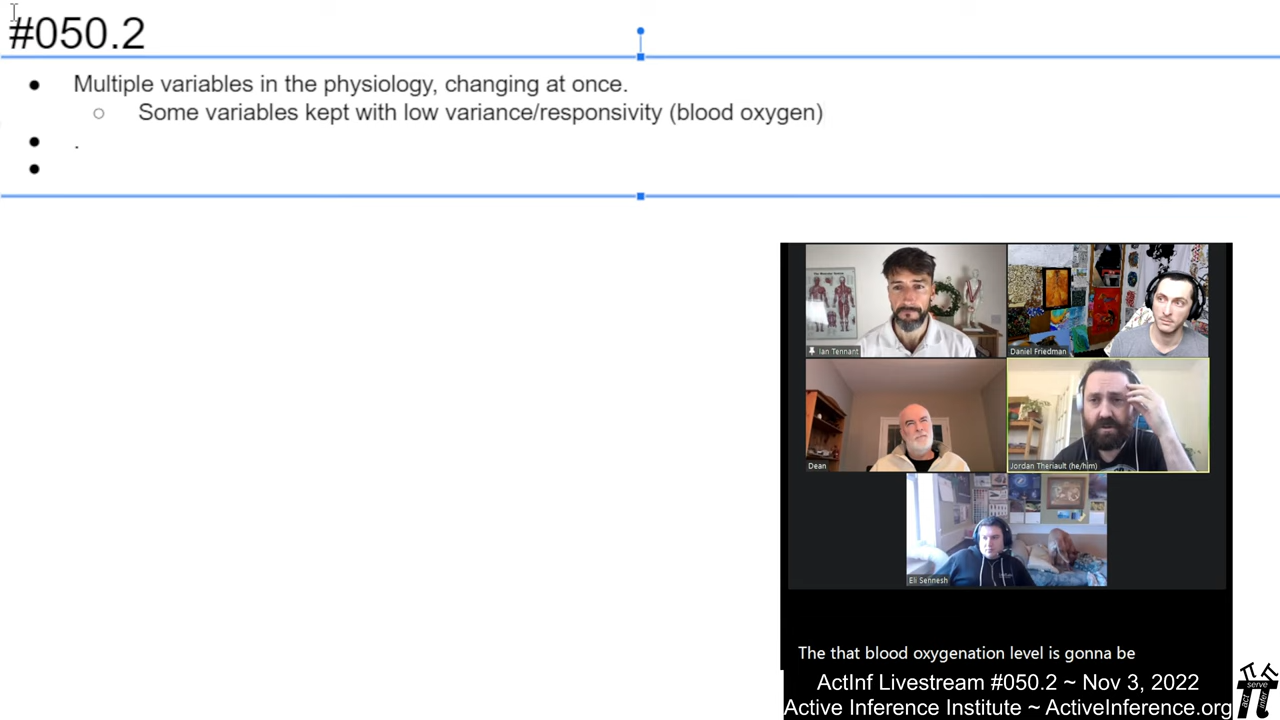 #050.2
● Multiple variables in the physiology, changing at once.
○ Some variables kept with low variance/responsivity (blood oxygen)
● .
●
Ian Tennant
Daniel Friedman
Dean
Jordan Theriault (he/him)
Eli Sennesh
The that blood oxygenation level is gonna be
ActInf Livestream #050.2 ~ Nov 3, 2022
Active Inference Institute ~ ActiveInference.org
serve